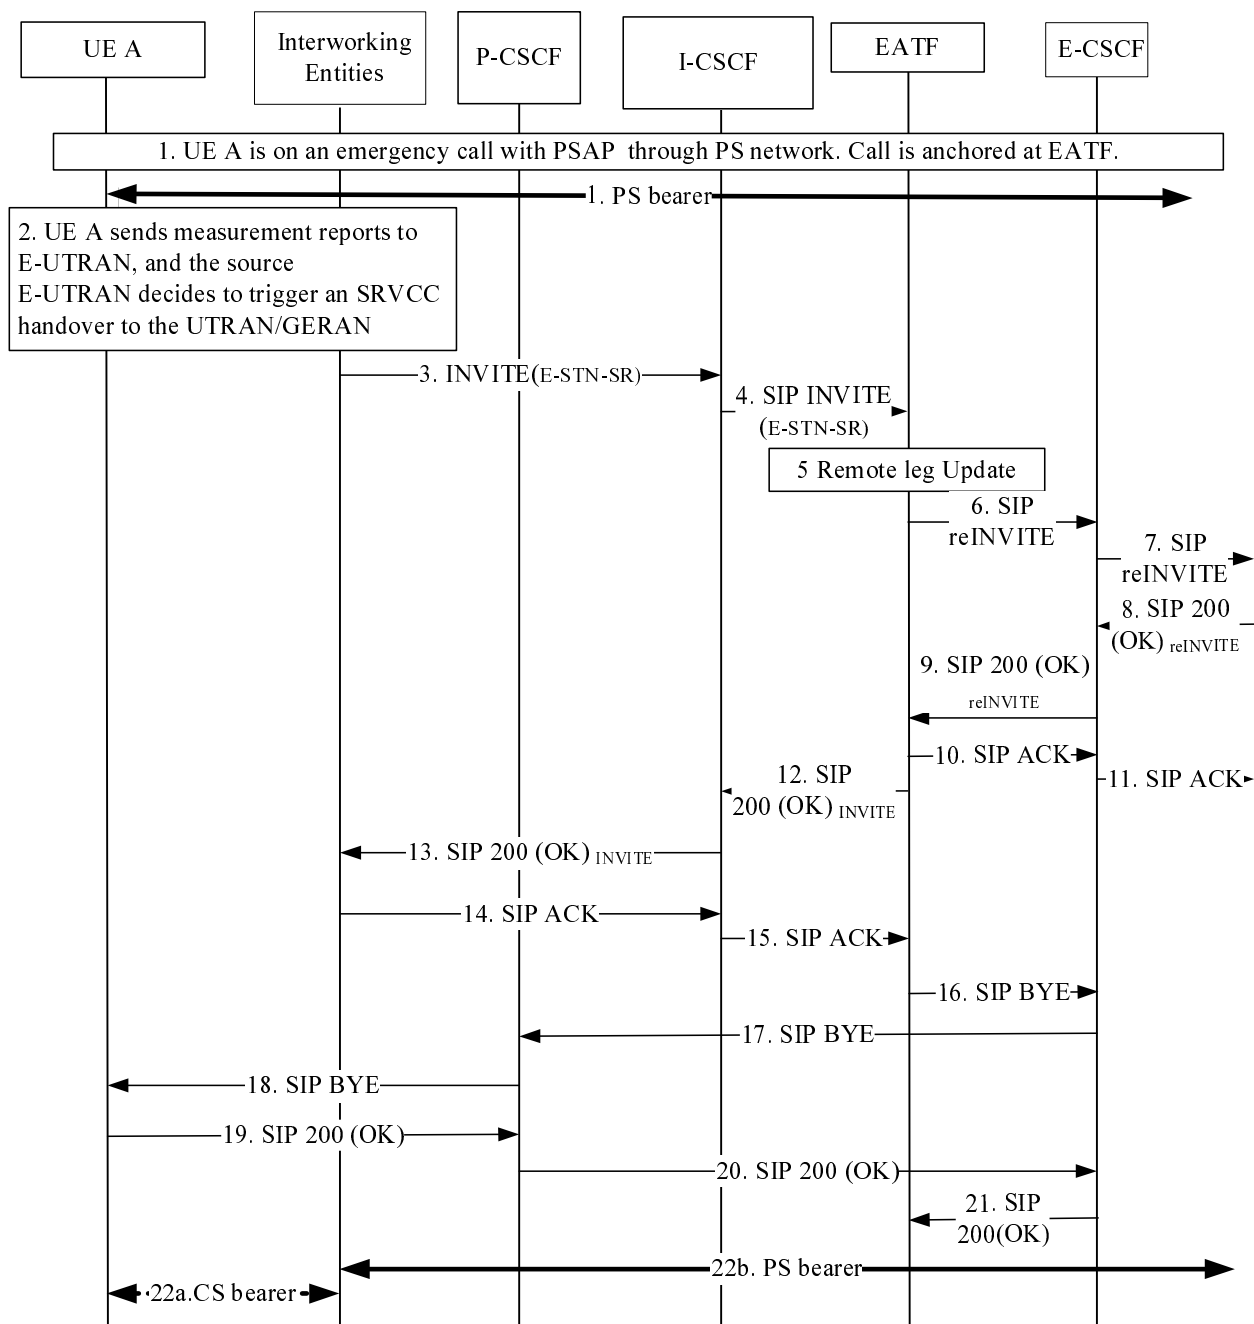 UE A
Interworking
Entities
P-CSCF
I-CSCF
EATF
E-CSCF
1. UE A is on an emergency call with PSAP through PS network. Call is anchored at EATF.
1. PS bearer
2. UE A sends measurement reports to
E-UTRAN, and the source
E-UTRAN decides to trigger an SRVCC
handover to the UTRAN/GERAN
3. INVITE(E-STN-SR)
4. SIP INVITE
(E-STN-SR)
5 Remote leg Update
6. SIP
reINVITE
7. SIP
reINVITE
8. SIP 200
(OK) reINVITE
9. SIP 200 (OK)
reINVITE
10. SIP ACK
11. SIP ACK
12. SIP
200 (OK) INVITE
13. SIP 200 (OK) INVITE
14. SIP ACK
15. SIP ACK
16. SIP BYE
17. SIP BYE
18. SIP BYE
19. SIP 200 (OK)
20. SIP 200 (OK)
21. SIP
200(OK)
22b. PS bearer
22a.CS bearer